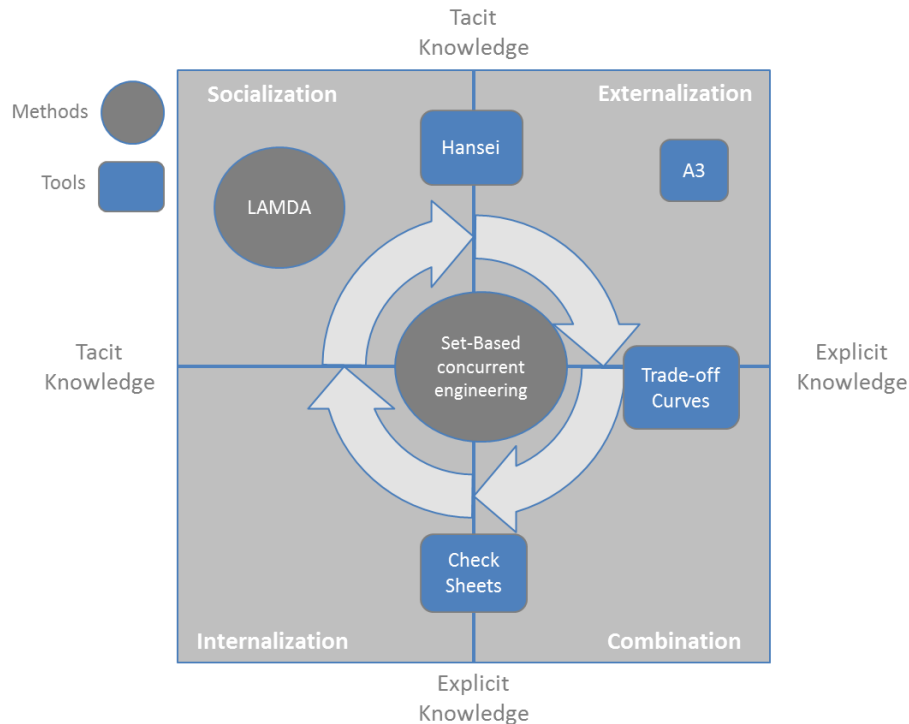 Tacit
Knowledge
Socialization
Externalization
Methods
Hansei
A3
Tools
LAMDA
Set-Based
concurrent
engineering
Tacit
Knowledge
Trade-off
Curves
Explicit
Knowledge
Check
Sheets
Internalization
Combination
Explicit
Knowledge